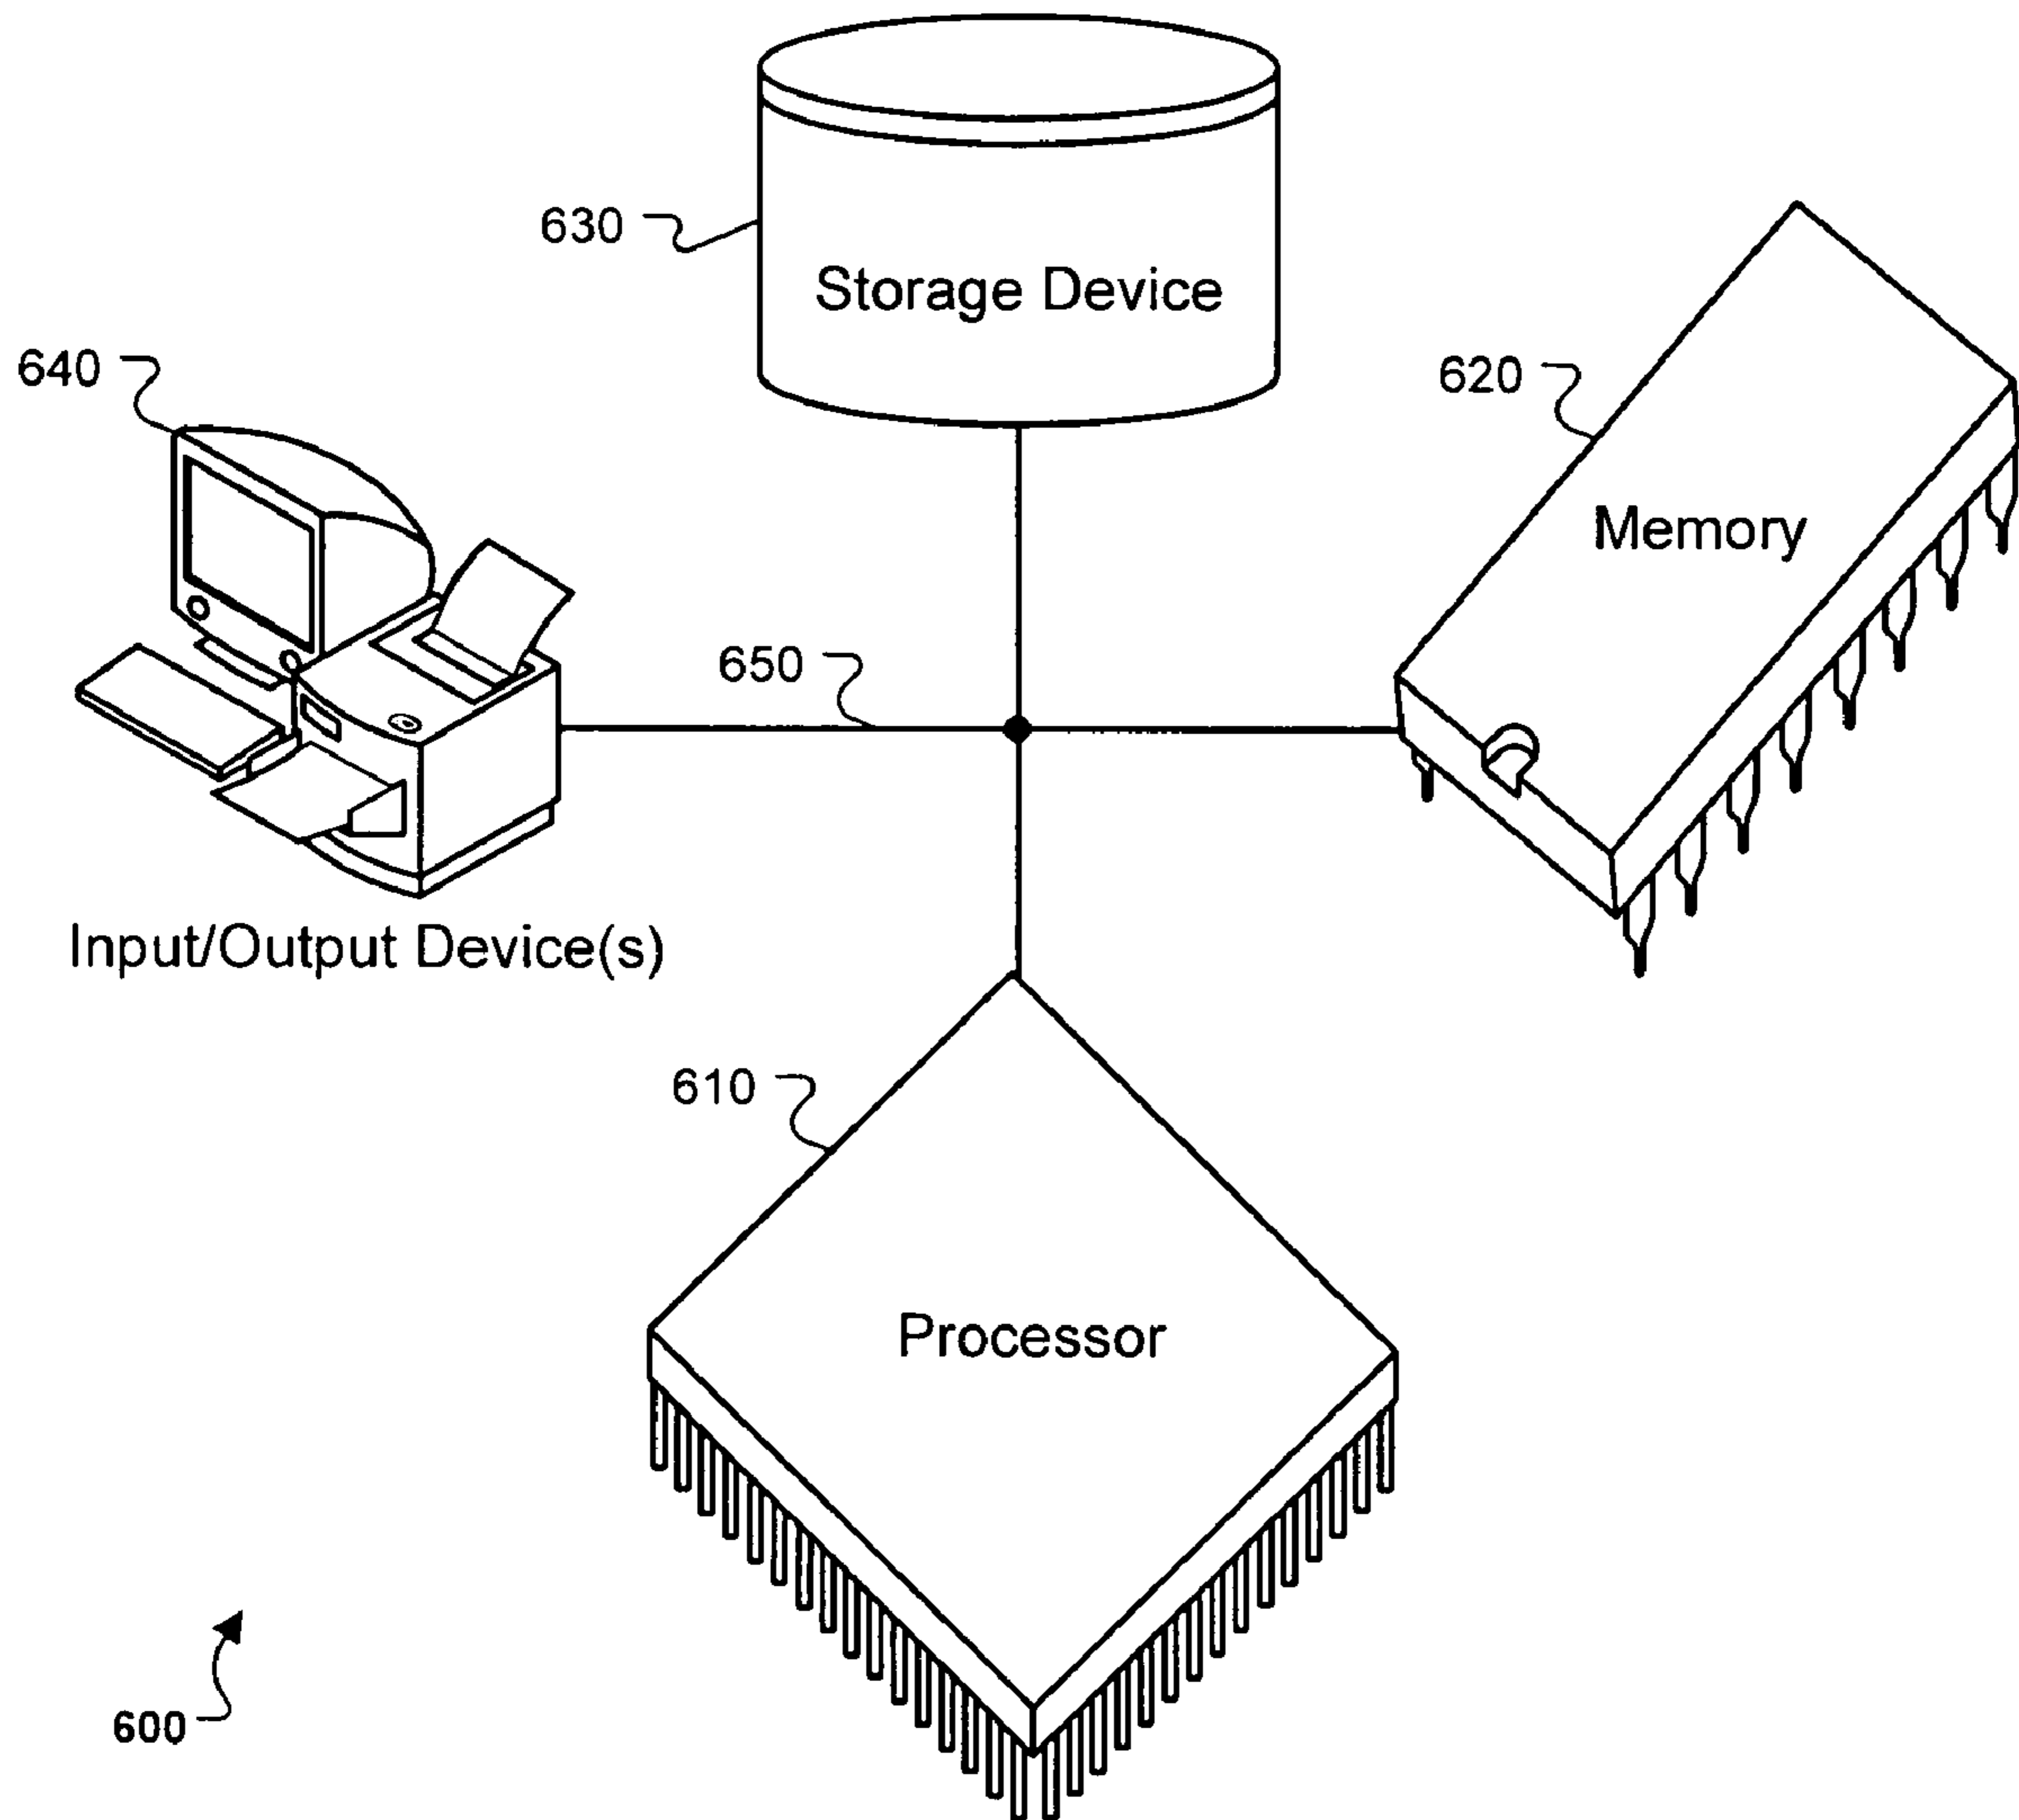 630
Storage Device
640
620
Memory
650
Input/Output Device(s)
610
Processor
600